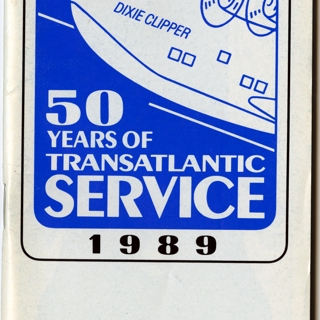 DIXIE CLIPPER
50
YEARS OF
TRANSATLANTIC
SERVICE
1989